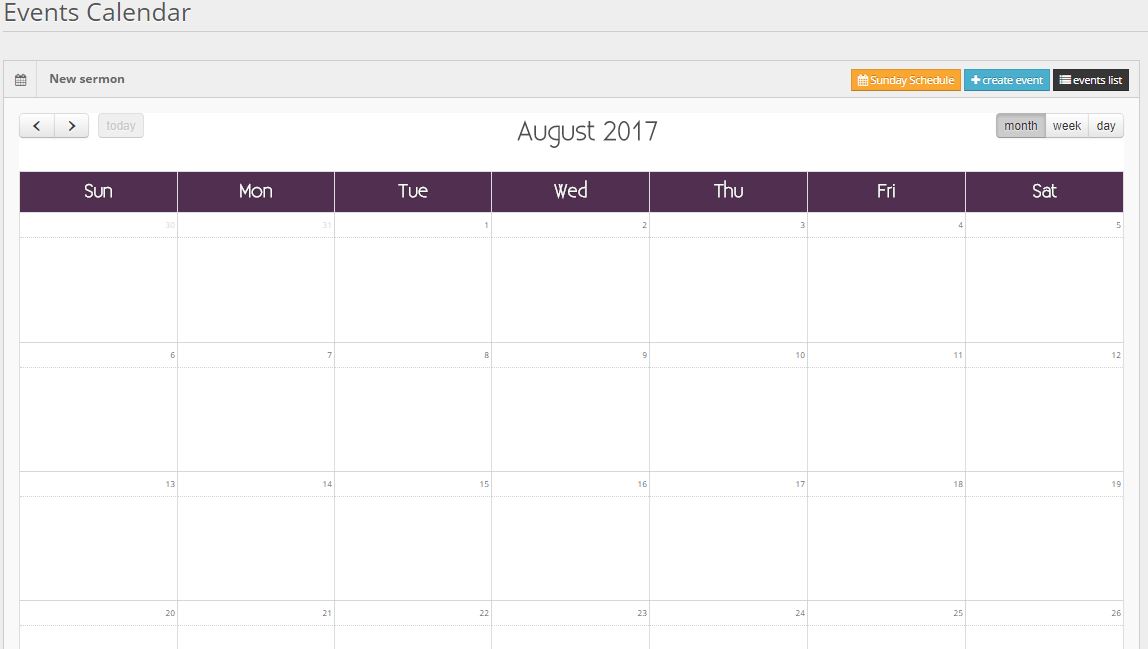 Events Calendar
New sermon Sunday Schedule create event events list
today August 2017 month week day
Sun Mon Tue Wed Thu Fri Sat
30 31 1 2 3 4 5
6 7 8 9 10 11 12
13 14 15 16 17 18 19
20 21 22 23 24 25 26